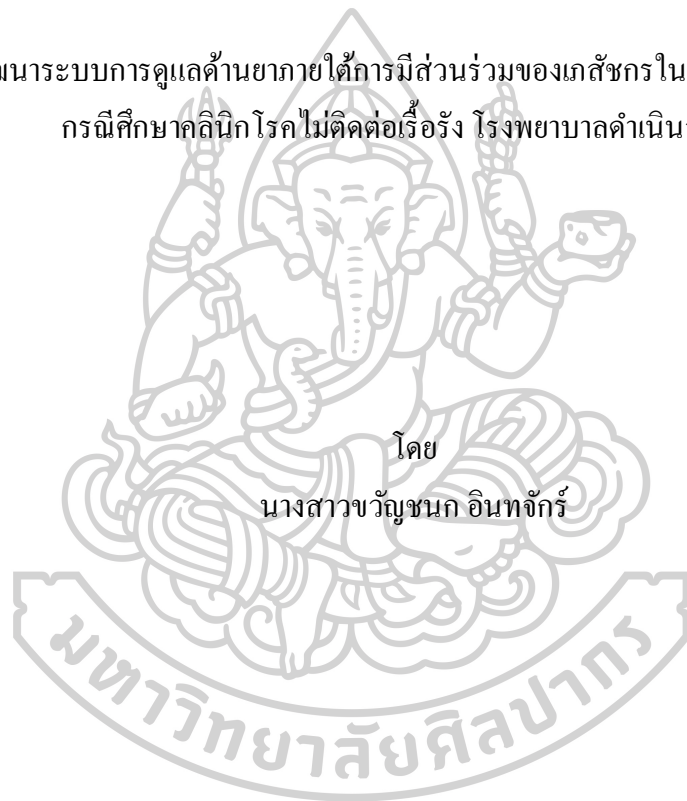 นาระบบการดูแลด้านยาภายใต้การมีส่วนร่วมของเภสัชกรใน
กรณีศึกษาคลินิกโรคไม่ติดต่อเรื้อรัง โรงพยาบาลดำเนิน
โดย
นางสาวขวัญชนก อินทจักร์
มหาวิทยาลัยศิลปากร